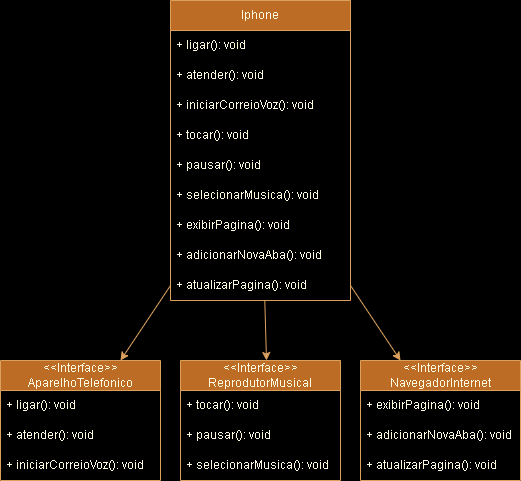 Iphone
+ ligar(): void
+ atender(): void
+ iniciarCorreioVoz(): void
+ tocar(): void
+ pausar(): void
+ selecionarMusica(): void
+ exibirPagina(): void
+ adicionarNovaAba(): void
+ atualizarPagina(): void
<<Interface>>
AparelhoTelefonico
+ ligar(): void
+ atender(): void
+ iniciarCorreioVoz(): void
<<Interface>>
ReprodutorMusical
+ tocar(): void
+ pausar(): void
+ selecionarMusica(): void
<<Interface>>
NavegadorInternet
+ exibirPagina(): void
+ adicionarNovaAba(): void
+ atualizarPagina(): void